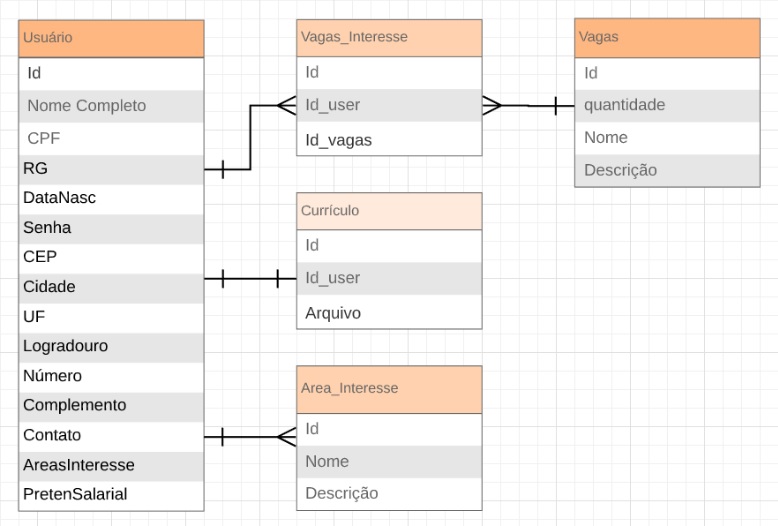 Usuário
Id
Nome Completo
CPF
RG
DataNasc
Senha
CEP
Cidade
UF
Logradouro
Número
Complemento
Contato
AreasInteresse
PretenSalarial
Vagas_Interesse
Id
Id_user
Id_vagas
Currículo
Id
Id_user
Arquivo
Area_Interesse
Id
Nome
Descrição
Vagas
Id
quantidade
Nome
Descrição